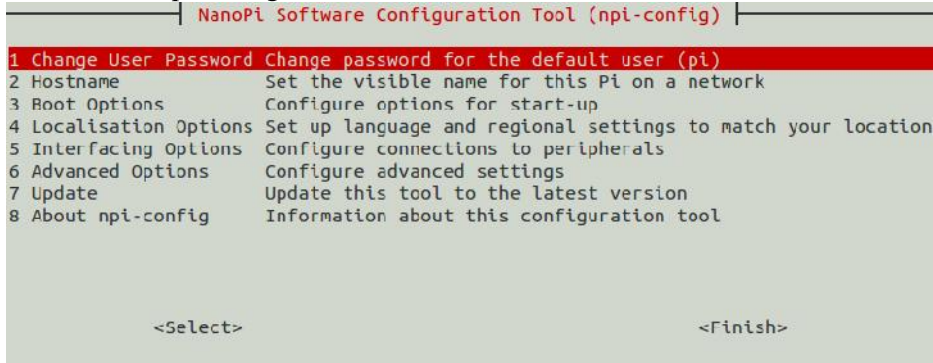 NanoPi Software Configuration Tool (npi-config)
1 Change User Password Change password for the default user (pi)
2 Hostname Set the visible name for this Pi on a network
3 Boot Options Configure options for start-up
4 Localisation Options Set up language and regional settings to match your location
5 Interfacing Options Configure connections to peripherals
6 Advanced Options Configure advanced settings
7 Update Update this tool to the latest version
8 About npi-config Information about this configuration tool
<Select> <Finish>